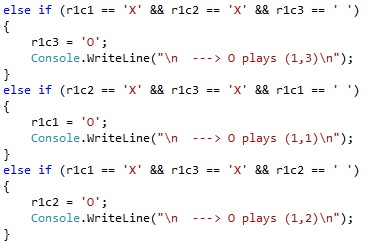 else if (r1c1 == 'X' && r1c2 == 'X' && r1c3 == ' ')
{
    r1c3 = 'O';
    Console.WriteLine("\n  ---> O plays (1,3)\n");
}
else if (r1c2 == 'X' && r1c3 == 'X' && r1c1 == ' ')
{
    r1c1 = 'O';
    Console.WriteLine("\n  ---> O plays (1,1)\n");
}
else if (r1c1 == 'X' && r1c3 == 'X' && r1c2 == ' ')
{
    r1c2 = 'O';
    Console.WriteLine("\n  ---> O plays (1,2)\n");
}